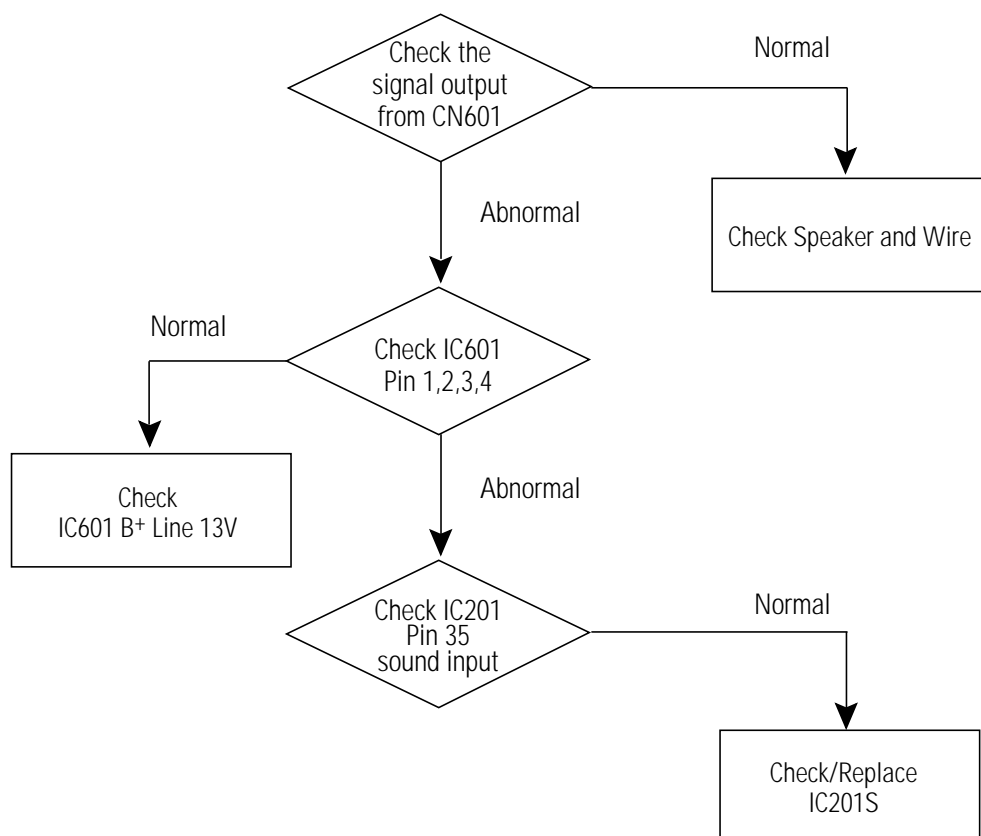 Check the
signal output
from CN601
Normal
Check Speaker and Wire
Abnormal
Normal
Check IC601
Pin 1,2,3,4
Check
IC601 B+ Line 13V
Abnormal
Check IC201
Pin 35
sound input
Normal
Check/Replace
IC201S